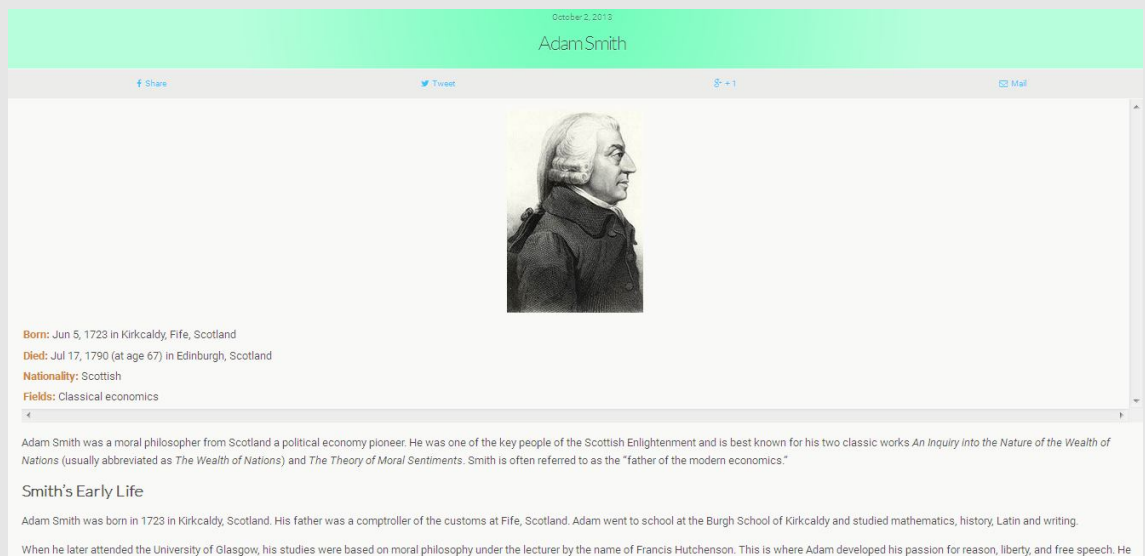 October 2, 2013
Adam Smith
Share Tweet + 1 Mail
Born: Jun 5, 1723 in Kirkcaldy, Fife, Scotland
Died: Jul 17, 1790 (at age 67) in Edinburgh, Scotland
Nationality: Scottish
Fields: Classical economics
Adam Smith was a moral philosopher from Scotland a political economy pioneer. He was one of the key people of the Scottish Enlightenment and is best known for his two classic works An Inquiry into the Nature of the Wealth of
Nations (usually abbreviated as The Wealth of Nations) and The Theory of Moral Sentiments. Smith is often referred to as the “father of the modern economics.”
Smith’s Early Life
Adam Smith was born in 1723 in Kirkcaldy, Scotland. His father was a comptroller of the customs at Fife, Scotland. Adam went to school at the Burgh School of Kirkcaldy and studied mathematics, history, Latin and writing.
When he later attended the University of Glasgow, his studies were based on moral philosophy under the lecturer by the name of Francis Hutchenson. This is where Adam developed his passion for reason, liberty, and free speech. He